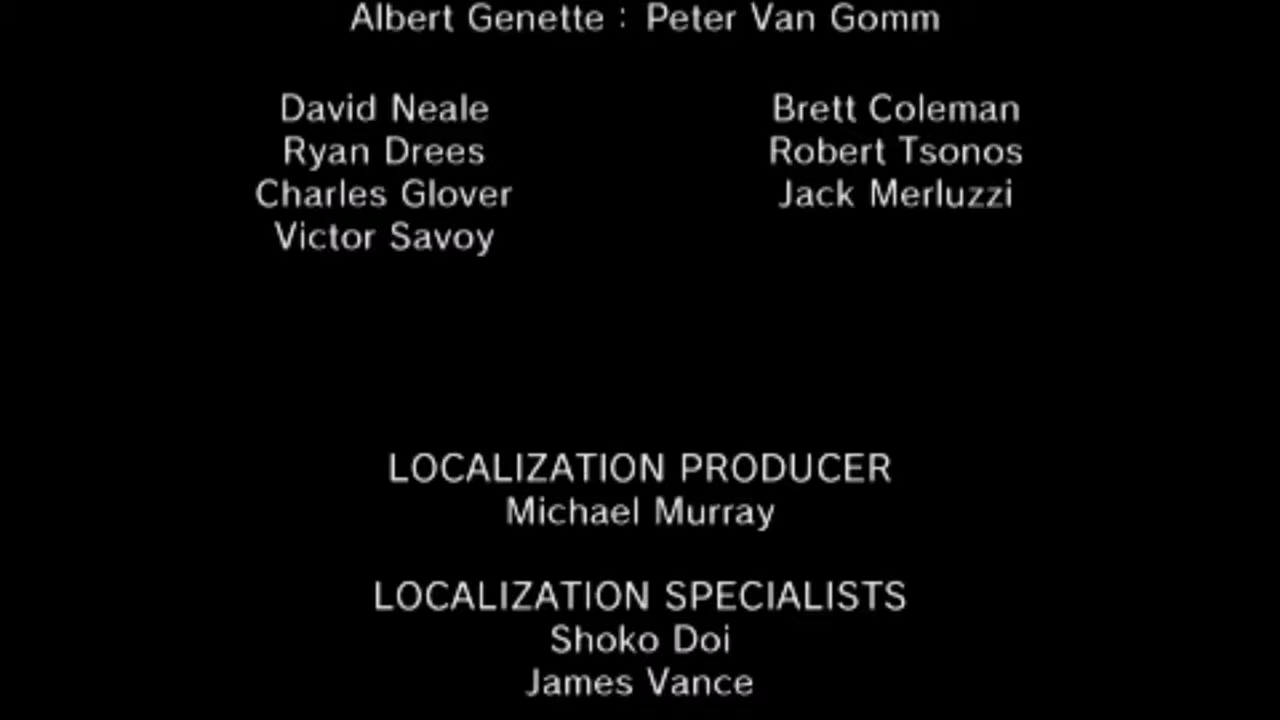 Albert Genette : Peter Van Gomm
David Neale
Brett Coleman
Ryan Drees
Robert Tsonos
Charles Glover
Jack Merluzzi
Victor Savoy
LOCALIZATION PRODUCER
Michael Murray
LOCALIZATION SPECIALISTS
Shoko Doi
James Vance